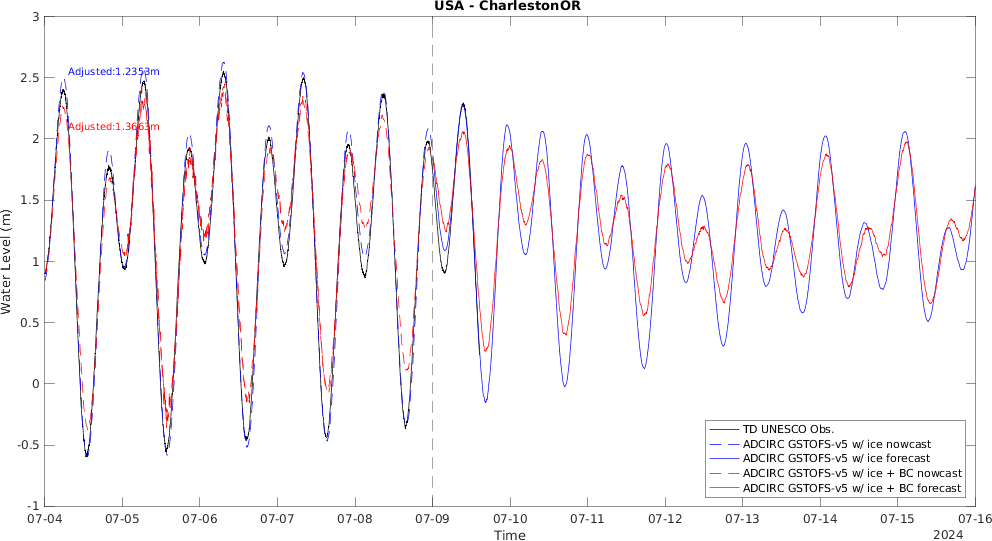 USA - CharlestonOR
Water Level (m)
3
2.5
2
1.5
1
0.5
0
-0.5
-1
Adjusted:1.2353m
Adjusted:1.3663m
TD UNESCO Obs.
ADCIRC GSTOFS-v5 w/ ice nowcast
ADCIRC GSTOFS-v5 w/ ice forecast
ADCIRC GSTOFS-v5 w/ ice + BC nowcast
ADCIRC GSTOFS-v5 w/ ice + BC forecast
07-04 07-05 07-06 07-07 07-08 07-09 07-10 07-11 07-12 07-13 07-14 07-15 07-16
Time
2024